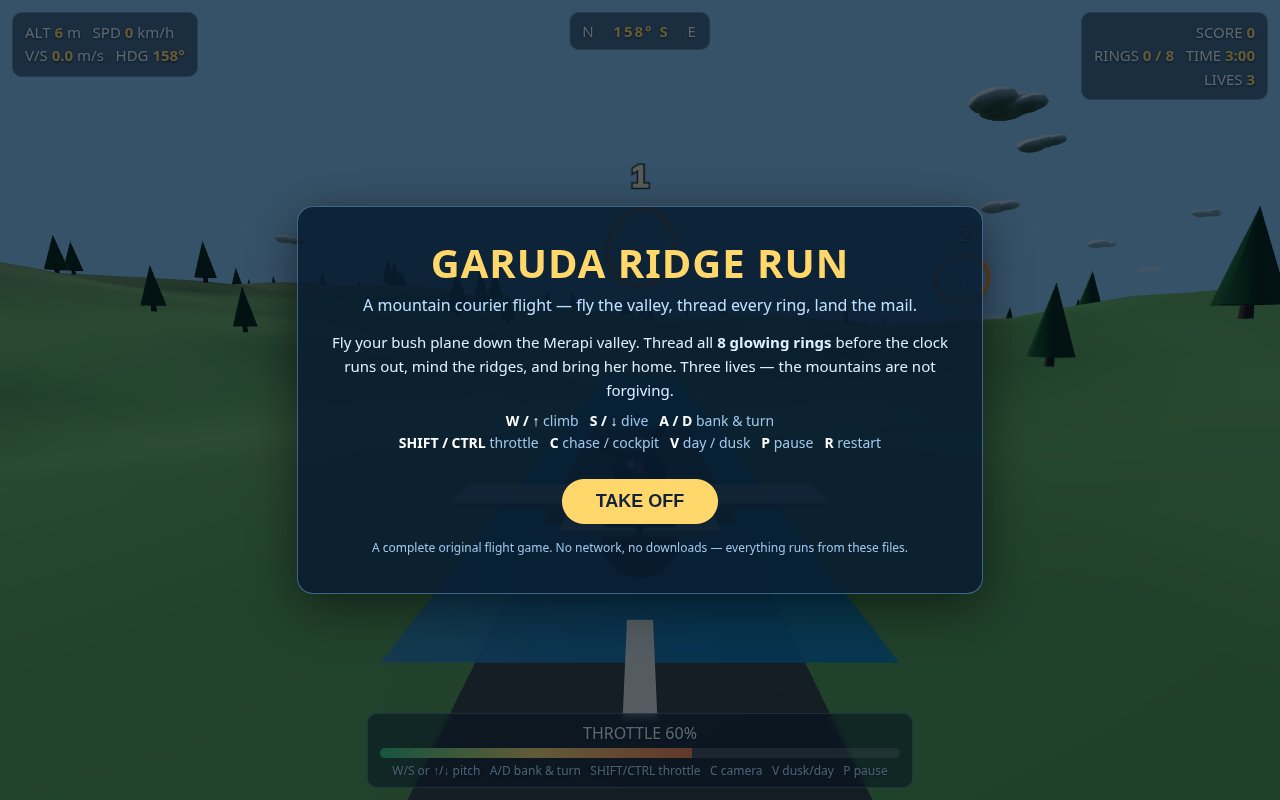 ALT 6 m SPD 0 km/h
V/S 0.0 m/s HDG 158°
N 158° S E
SCORE 0
RINGS 0 / 8 TIME 3:00
LIVES 3
1
2
GARUDA RIDGE RUN
A mountain courier flight — fly the valley, thread every ring, land the mail.
Fly your bush plane down the Merapi valley. Thread all 8 glowing rings before the clock
runs out, mind the ridges, and bring her home. Three lives — the mountains are not
forgiving.
W / ↑ climb S / ↓ dive A / D bank & turn
SHIFT / CTRL throttle C chase / cockpit V day / dusk P pause R restart
TAKE OFF
A complete original flight game. No network, no downloads — everything runs from these files.
THROTTLE 60%
W/S or ↑/↓ pitch A/D bank & turn SHIFT/CTRL throttle C camera V dusk/day P pause